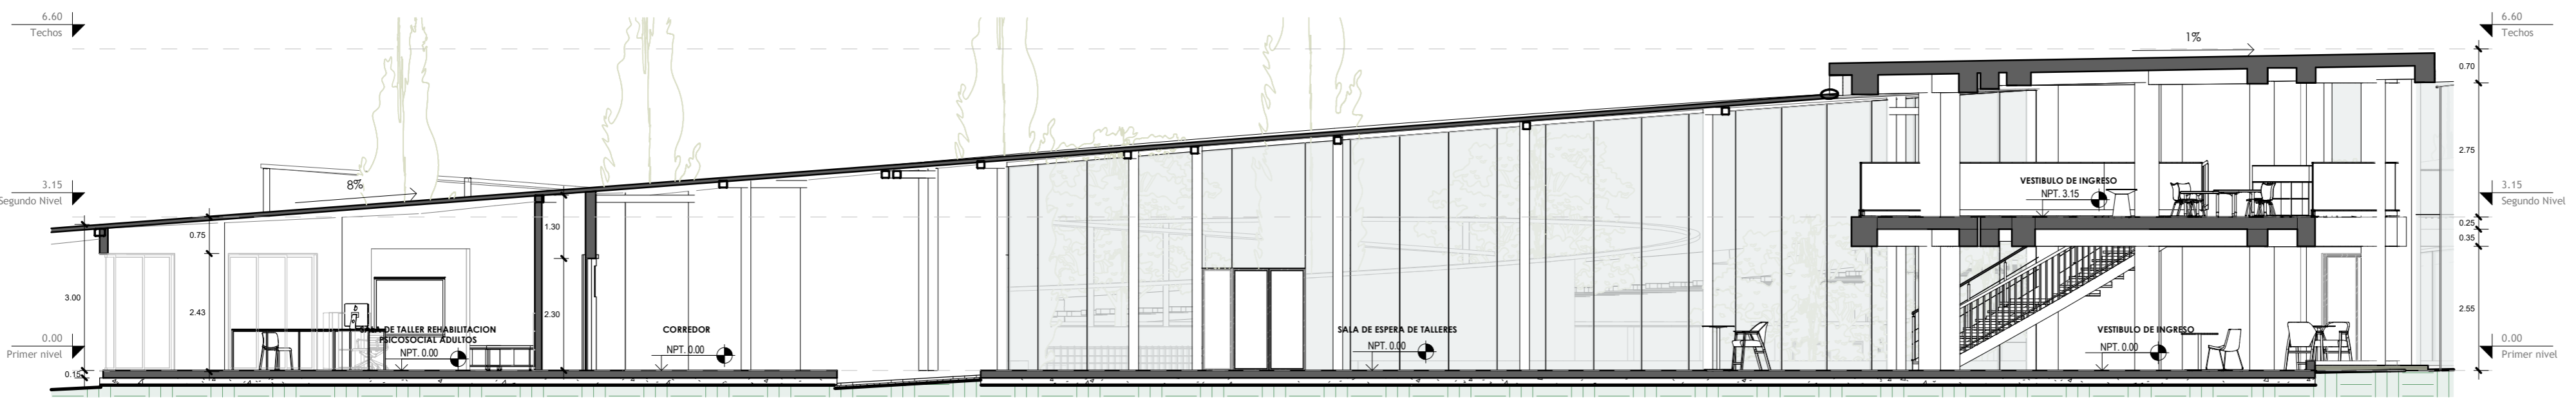 6.60
Techos
3.15
Segundo Nivel
0.00
Primer nivel
8%
0.75
3.00
2.43
0.15
1.30
2.30
SALA DE TALLER REHABILITACION
PSICOSOCIAL ADULTOS
NPT. 0.00
CORREDOR
NPT. 0.00
SALA DE ESPERA DE TALLERES
NPT. 0.00
1%
VESTIBULO DE INGRESO
NPT. 3.15
VESTIBULO DE INGRESO
NPT. 0.00
0.70
2.75
0.25
0.35
2.55
6.60
Techos
3.15
Segundo Nivel
0.00
Primer nivel